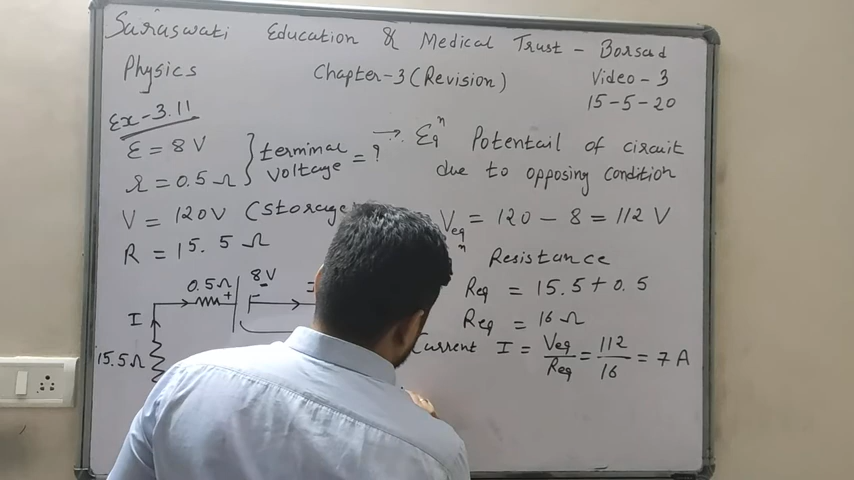 Saraswati Education & Medical Trust - Borsad
Physics Chapter-3 (Revision) Video - 3
15-5-20
Ex-3.11
ε = 8 V
r = 0.5 Ω
terminal voltage = ?
V = 120V (Storage
R = 15.5 Ω
0.5Ω 8V
+ -
I
15.5Ω
→ Eqⁿ Potentail of circuit
due to opposing condition
Veq = 120 - 8 = 112 V
n Resistance
Req = 15.5 + 0.5
Req = 16 Ω
Current I = Veq/Req = 112/16 = 7 A